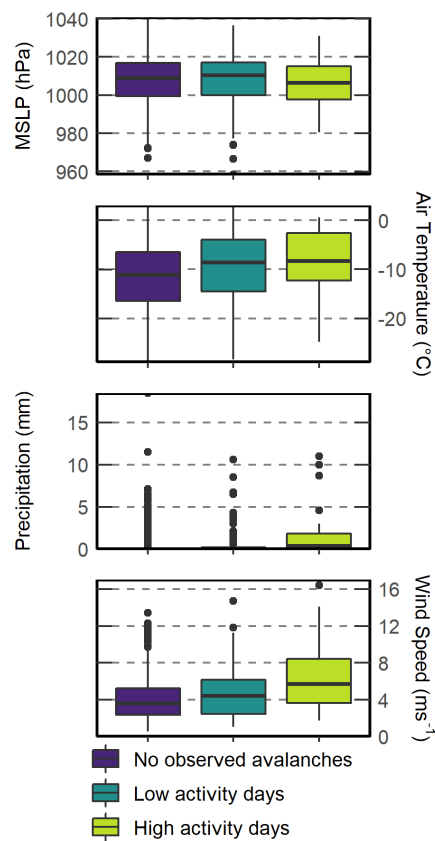 MSLP (hPa)
1040
1020
1000
980
960
Air Temperature (°C)
0
-10
-20
Precipitation (mm)
15
10
5
0
Wind Speed (ms⁻¹)
16
12
8
4
0
No observed avalanches
Low activity days
High activity days